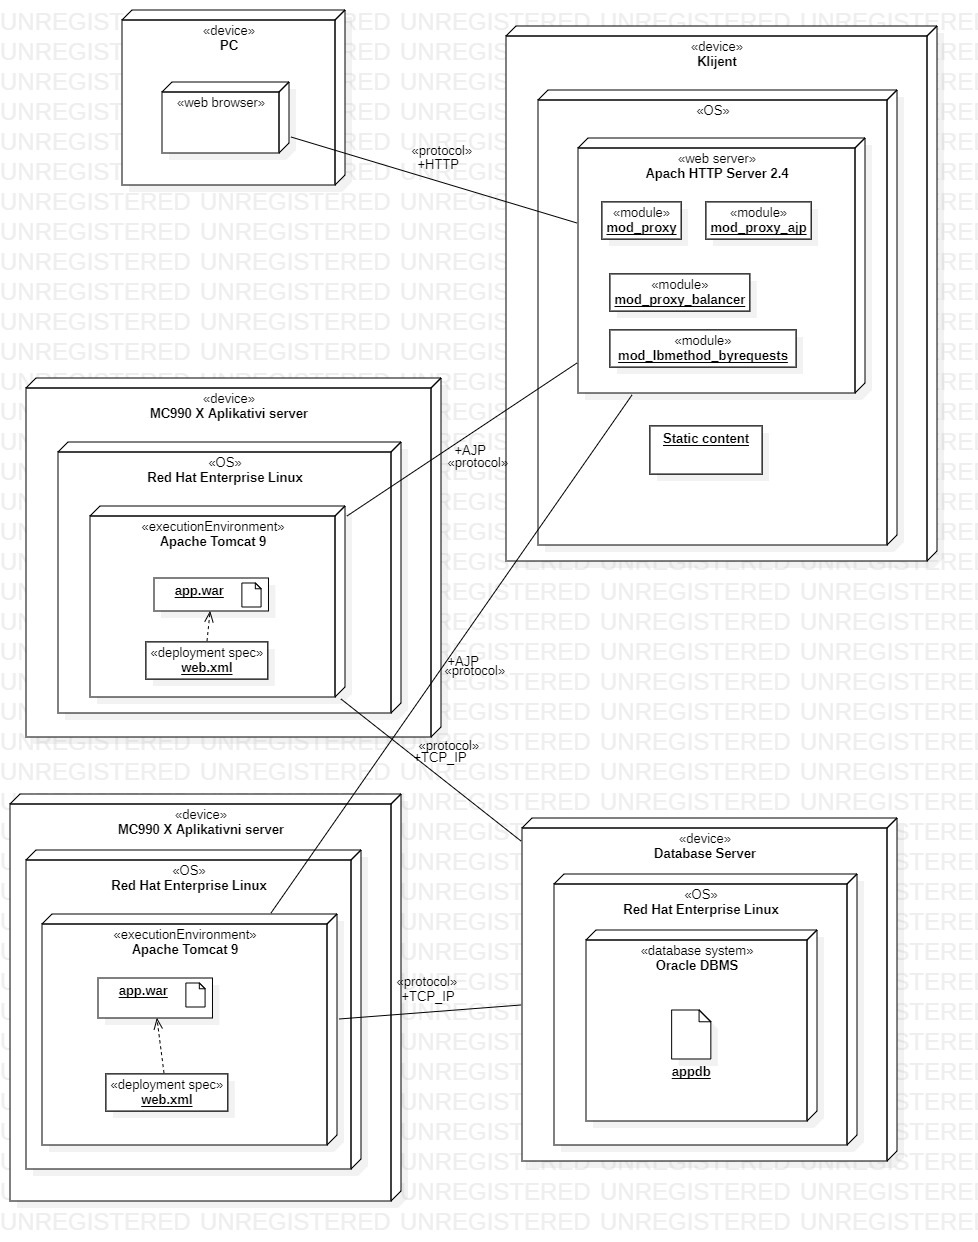 «device»
PC
«web browser»
«protocol»
+HTTP
«device»
Klijent
«OS»
«web server»
Apach HTTP Server 2.4
«module»
mod_proxy
«module»
mod_proxy_ajp
«module»
mod_proxy_balancer
«module»
mod_lbmethod_byrequests
Static content
«device»
MC990 X Aplikativi server
«OS»
Red Hat Enterprise Linux
«executionEnvironment»
Apache Tomcat 9
app.war
«deployment spec»
web.xml
+AJP
«protocol»
+AJP
«protocol»
«protocol»
+TCP_IP
«device»
MC990 X Aplikativni server
«OS»
Red Hat Enterprise Linux
«executionEnvironment»
Apache Tomcat 9
app.war
«deployment spec»
web.xml
«protocol»
+TCP_IP
«device»
Database Server
«OS»
Red Hat Enterprise Linux
«database system»
Oracle DBMS
appdb
UNREGISTERED UNREGISTERED UNREGISTERED UNREGISTERED UNREGISTERED